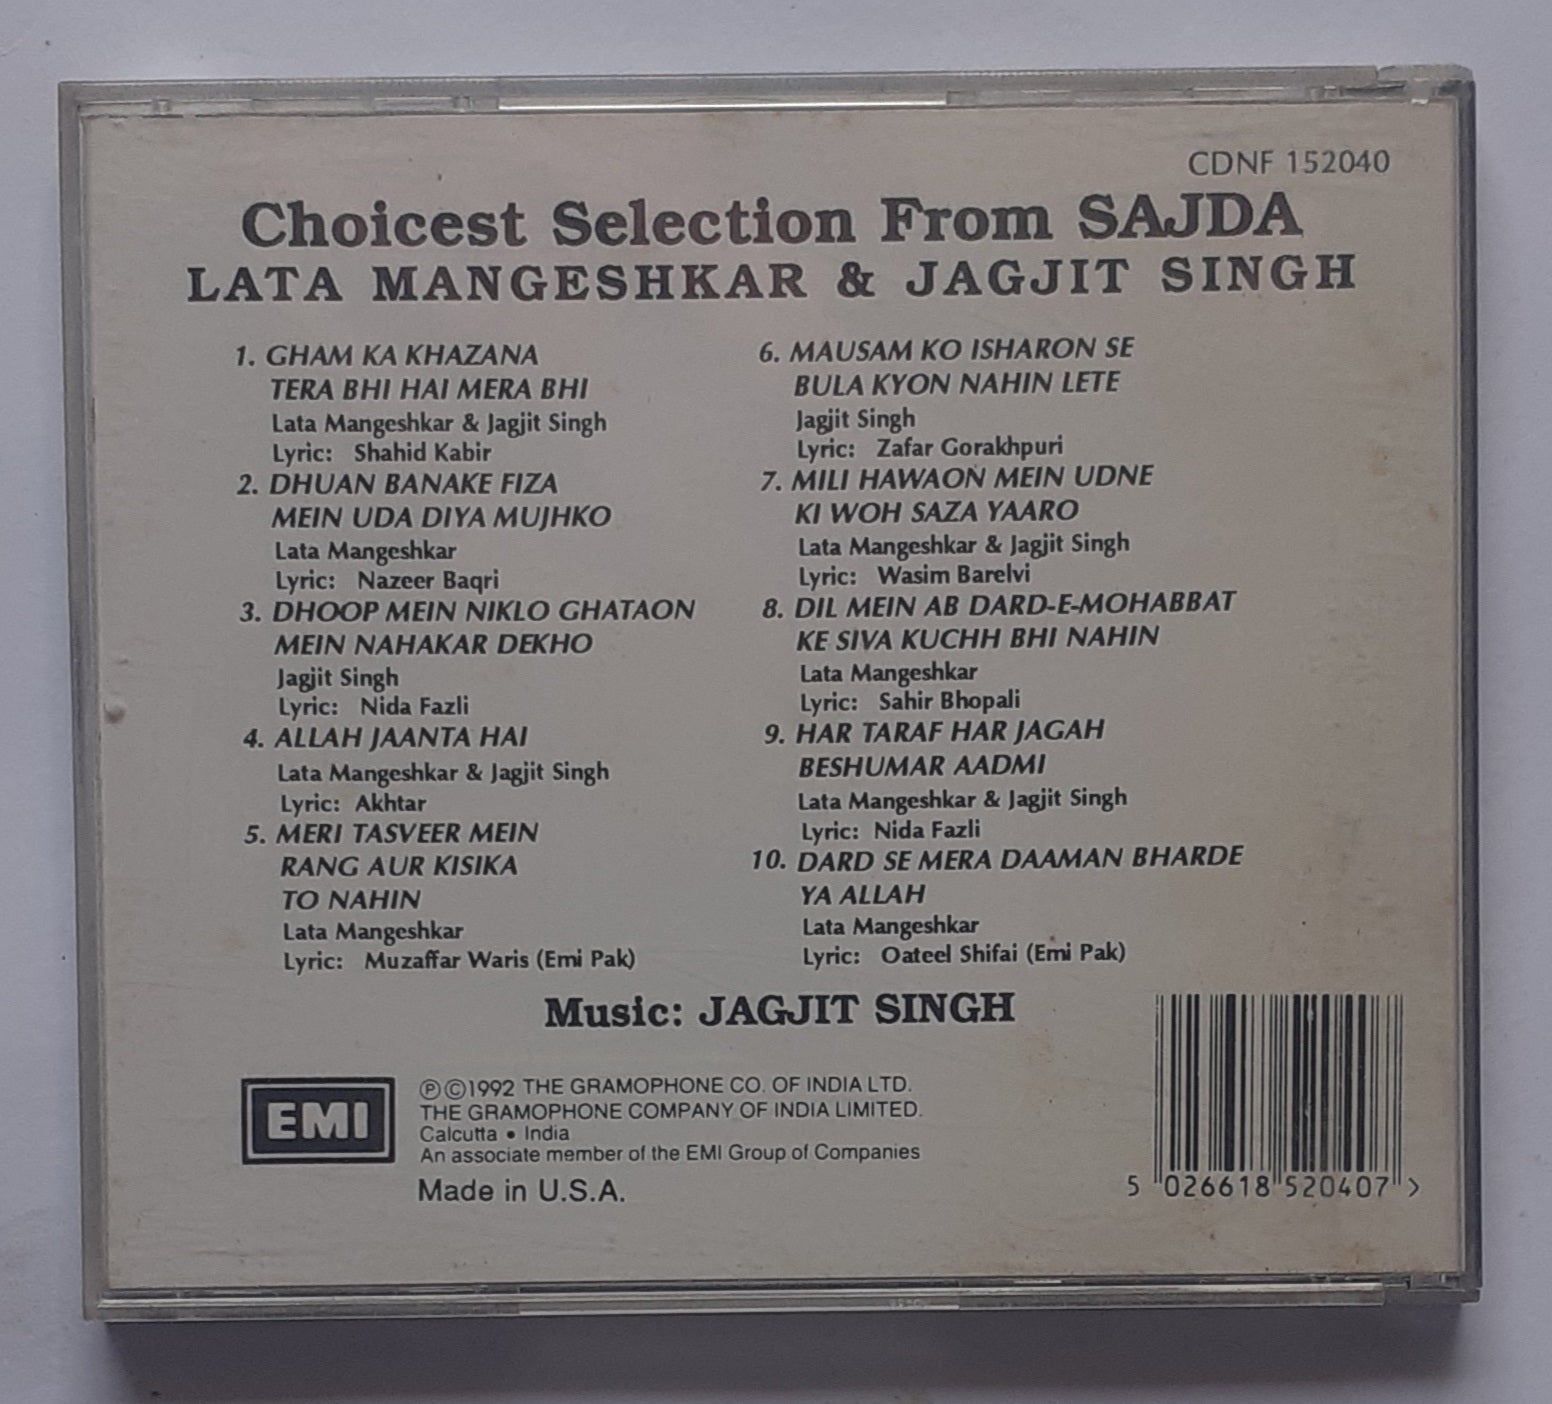 CDNF 152040
Choicest Selection From SAJDA
LATA MANGESHKAR & JAGJIT SINGH
1. GHAM KA KHAZANA
TERA BHI HAI MERA BHI
Lata Mangeshkar & Jagjit Singh
Lyric: Shahid Kabir
2. DHUAN BANAKE FIZA
MEIN UDA DIYA MUJHKO
Lata Mangeshkar
Lyric: Nazeer Baqri
3. DHOOP MEIN NIKLO GHATAON
MEIN NAHAKAR DEKHO
Jagjit Singh
Lyric: Nida Fazli
4. ALLAH JAANTA HAI
Lata Mangeshkar & Jagjit Singh
Lyric: Akhtar
5. MERI TASVEER MEIN
RANG AUR KISIKA
TO NAHIN
Lata Mangeshkar
Lyric: Muzaffar Waris (Emi Pak)
6. MAUSAM KO ISHARON SE
BULA KYON NAHIN LETE
Jagjit Singh
Lyric: Zafar Gorakhpuri
7. MILI HAWAON MEIN UDNE
KI WOH SAZA YAARO
Lata Mangeshkar & Jagjit Singh
Lyric: Wasim Barelvi
8. DIL MEIN AB DARD-E-MOHABBAT
KE SIVA KUCHH BHI NAHIN
Lata Mangeshkar
Lyric: Sahir Bhopali
9. HAR TARAF HAR JAGAH
BESHUMAR AADMI
Lata Mangeshkar & Jagjit Singh
Lyric: Nida Fazli
10. DARD SE MERA DAAMAN BHARDE
YA ALLAH
Lata Mangeshkar
Lyric: Oateel Shifai (Emi Pak)
Music: JAGJIT SINGH
EMI
℗©1992 THE GRAMOPHONE CO. OF INDIA LTD.
THE GRAMOPHONE COMPANY OF INDIA LIMITED.
Calcutta • India
An associate member of the EMI Group of Companies
Made in U.S.A.
5 026618 520407 >